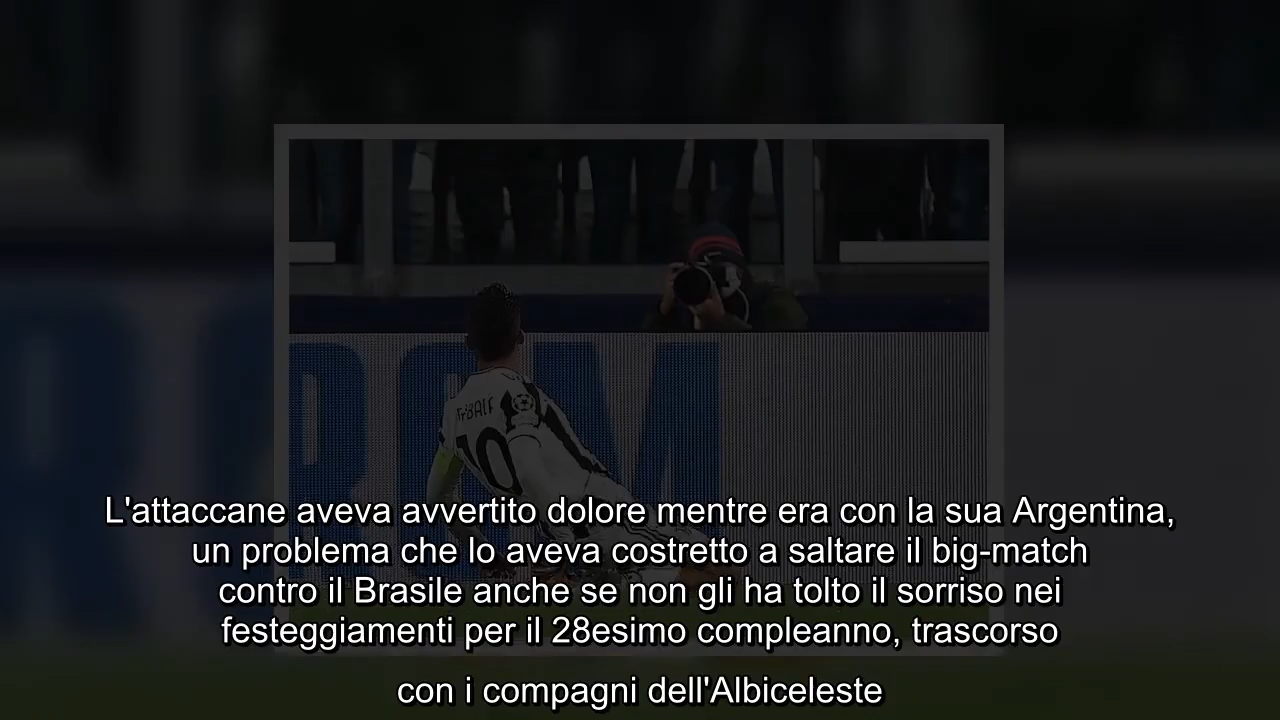 DYBALA
10
L'attaccane aveva avvertito dolore mentre era con la sua Argentina,
un problema che lo aveva costretto a saltare il big-match
contro il Brasile anche se non gli ha tolto il sorriso nei
festeggiamenti per il 28esimo compleanno, trascorso
con i compagni dell'Albiceleste